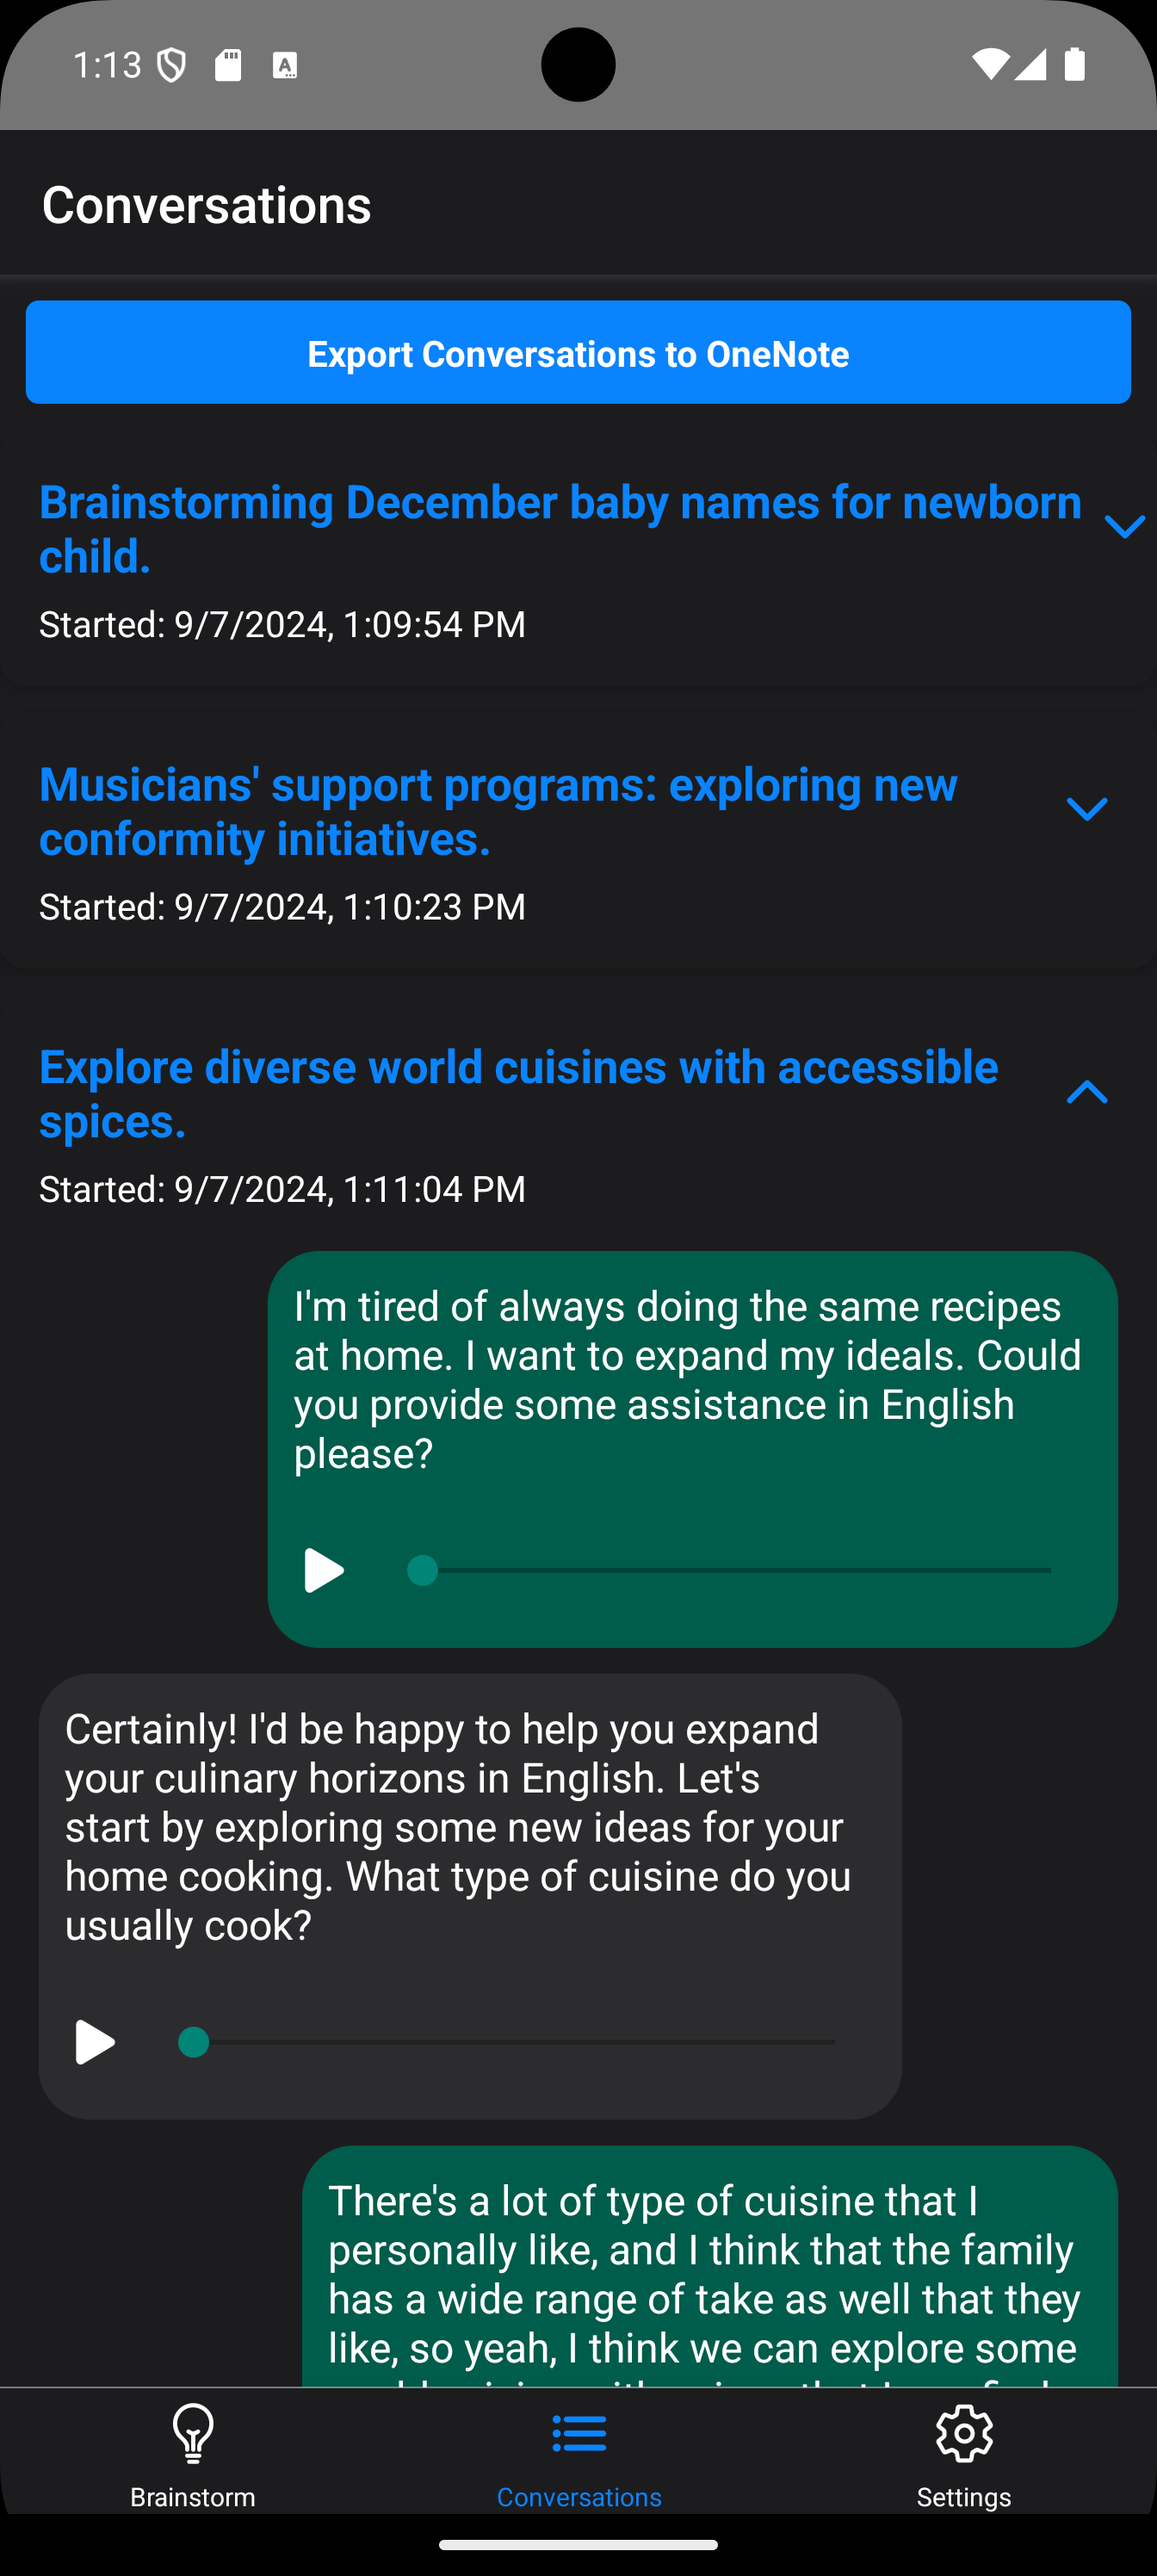 1:13
Conversations
Export Conversations to OneNote
Brainstorming December baby names for newborn
child.
Started: 9/7/2024, 1:09:54 PM
Musicians' support programs: exploring new
conformity initiatives.
Started: 9/7/2024, 1:10:23 PM
Explore diverse world cuisines with accessible
spices.
Started: 9/7/2024, 1:11:04 PM
I'm tired of always doing the same recipes
at home. I want to expand my ideals. Could
you provide some assistance in English
please?
Certainly! I'd be happy to help you expand
your culinary horizons in English. Let's
start by exploring some new ideas for your
home cooking. What type of cuisine do you
usually cook?
There's a lot of type of cuisine that I
personally like, and I think that the family
has a wide range of take as well that they
like, so yeah, I think we can explore some
Brainstorm
Conversations
Settings